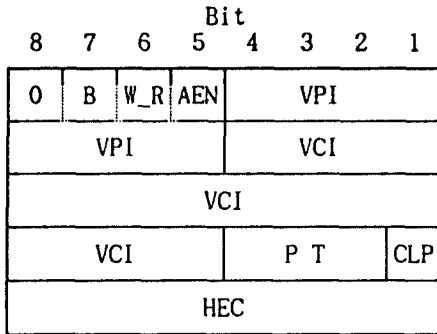 Bit
8 7 6 5 4 3 2 1
0 B W_R AEN VPI
VPI VCI
VCI
VCI P T CLP
HEC